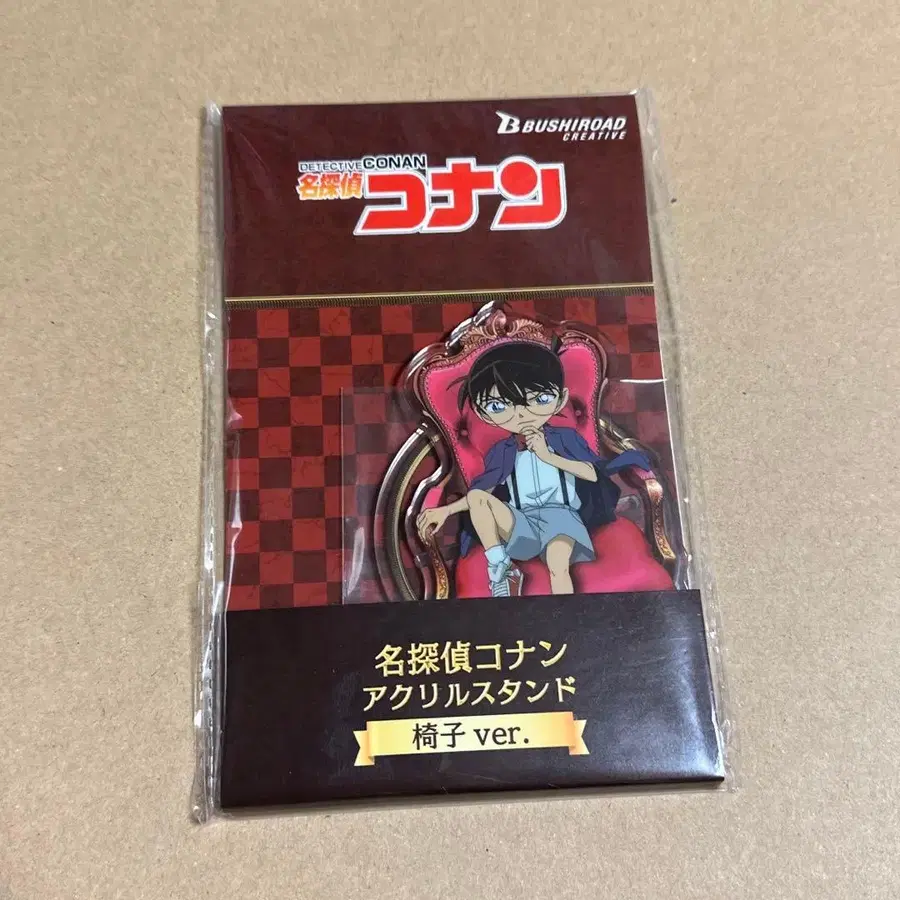 BUSHIROAD
CREATIVE
DETECTIVE CONAN
名探偵
コナン
名探偵コナン
アクリルスタンド
椅子 ver.